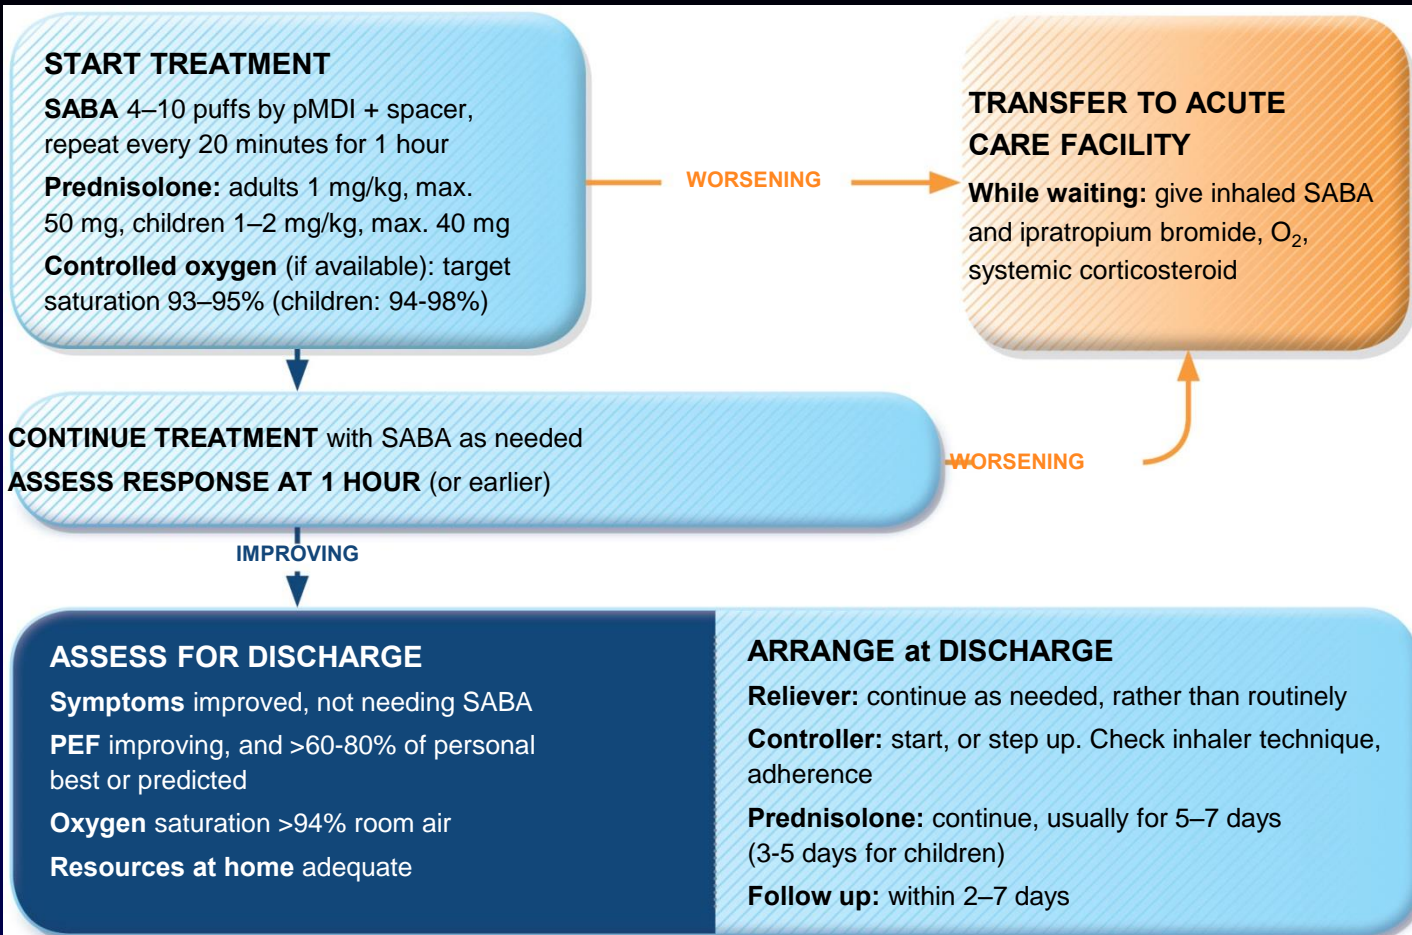 START TREATMENT
SABA 4–10 puffs by pMDI + spacer,
repeat every 20 minutes for 1 hour
Prednisolone: adults 1 mg/kg, max.
50 mg, children 1–2 mg/kg, max. 40 mg
Controlled oxygen (if available): target
saturation 93–95% (children: 94-98%)
WORSENING
TRANSFER TO ACUTE
CARE FACILITY
While waiting: give inhaled SABA
and ipratropium bromide, O₂,
systemic corticosteroid
CONTINUE TREATMENT with SABA as needed
ASSESS RESPONSE AT 1 HOUR (or earlier)
WORSENING
IMPROVING
ASSESS FOR DISCHARGE
Symptoms improved, not needing SABA
PEF improving, and >60-80% of personal
best or predicted
Oxygen saturation >94% room air
Resources at home adequate
ARRANGE at DISCHARGE
Reliever: continue as needed, rather than routinely
Controller: start, or step up. Check inhaler technique,
adherence
Prednisolone: continue, usually for 5–7 days
(3-5 days for children)
Follow up: within 2–7 days